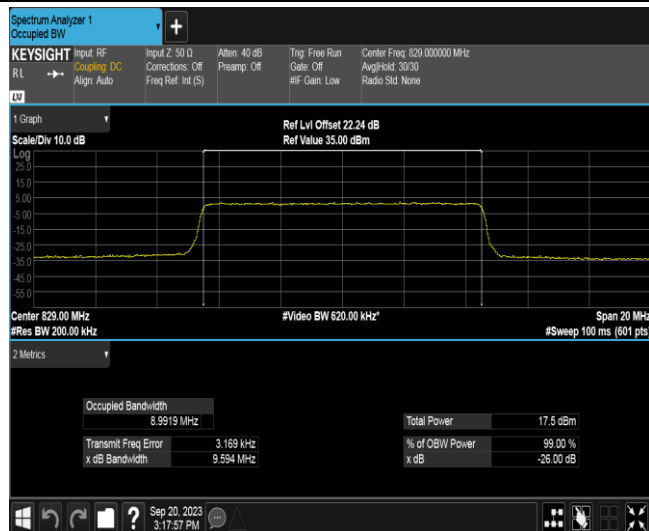 Spectrum Analyzer 1
Occupied BW
+
KEYSIGHT
RL
Input: RF
Coupling: DC
Align: Auto
Input Z: 50 Ω
Corrections: Off
Freq Ref: Int (S)
Atten: 40 dB
Preamp: Off
Trig: Free Run
Gate: Off
#IF Gain: Low
Center Freq: 829.000000 MHz
Avg|Hold: 30/30
Radio Std: None
LXI
1 Graph
Scale/Div 10.0 dB
Ref Lvl Offset 22.24 dB
Ref Value 35.00 dBm
Log
25.0
15.0
5.00
-5.00
-15.0
-25.0
-35.0
-45.0
-55.0
Center 829.00 MHz
#Res BW 200.00 kHz
#Video BW 620.00 kHz*
Span 20 MHz
#Sweep 100 ms (601 pts)
2 Metrics
Occupied Bandwidth
8.9919 MHz
Transmit Freq Error 3.169 kHz
x dB Bandwidth 9.594 MHz
Total Power 17.5 dBm
% of OBW Power 99.00 %
x dB -26.00 dB
?
Sep 20, 2023
3:17:57 PM